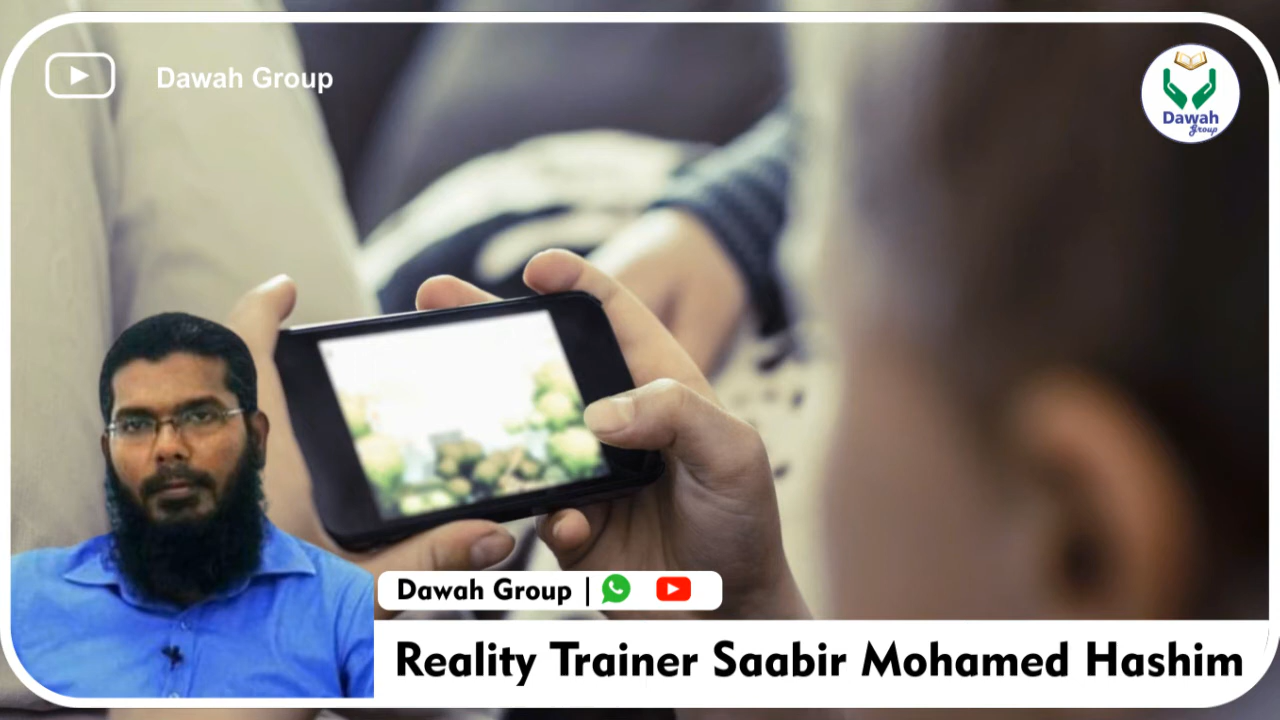 Dawah Group
Dawah
Group
Dawah Group |
Reality Trainer Saabir Mohamed Hashim